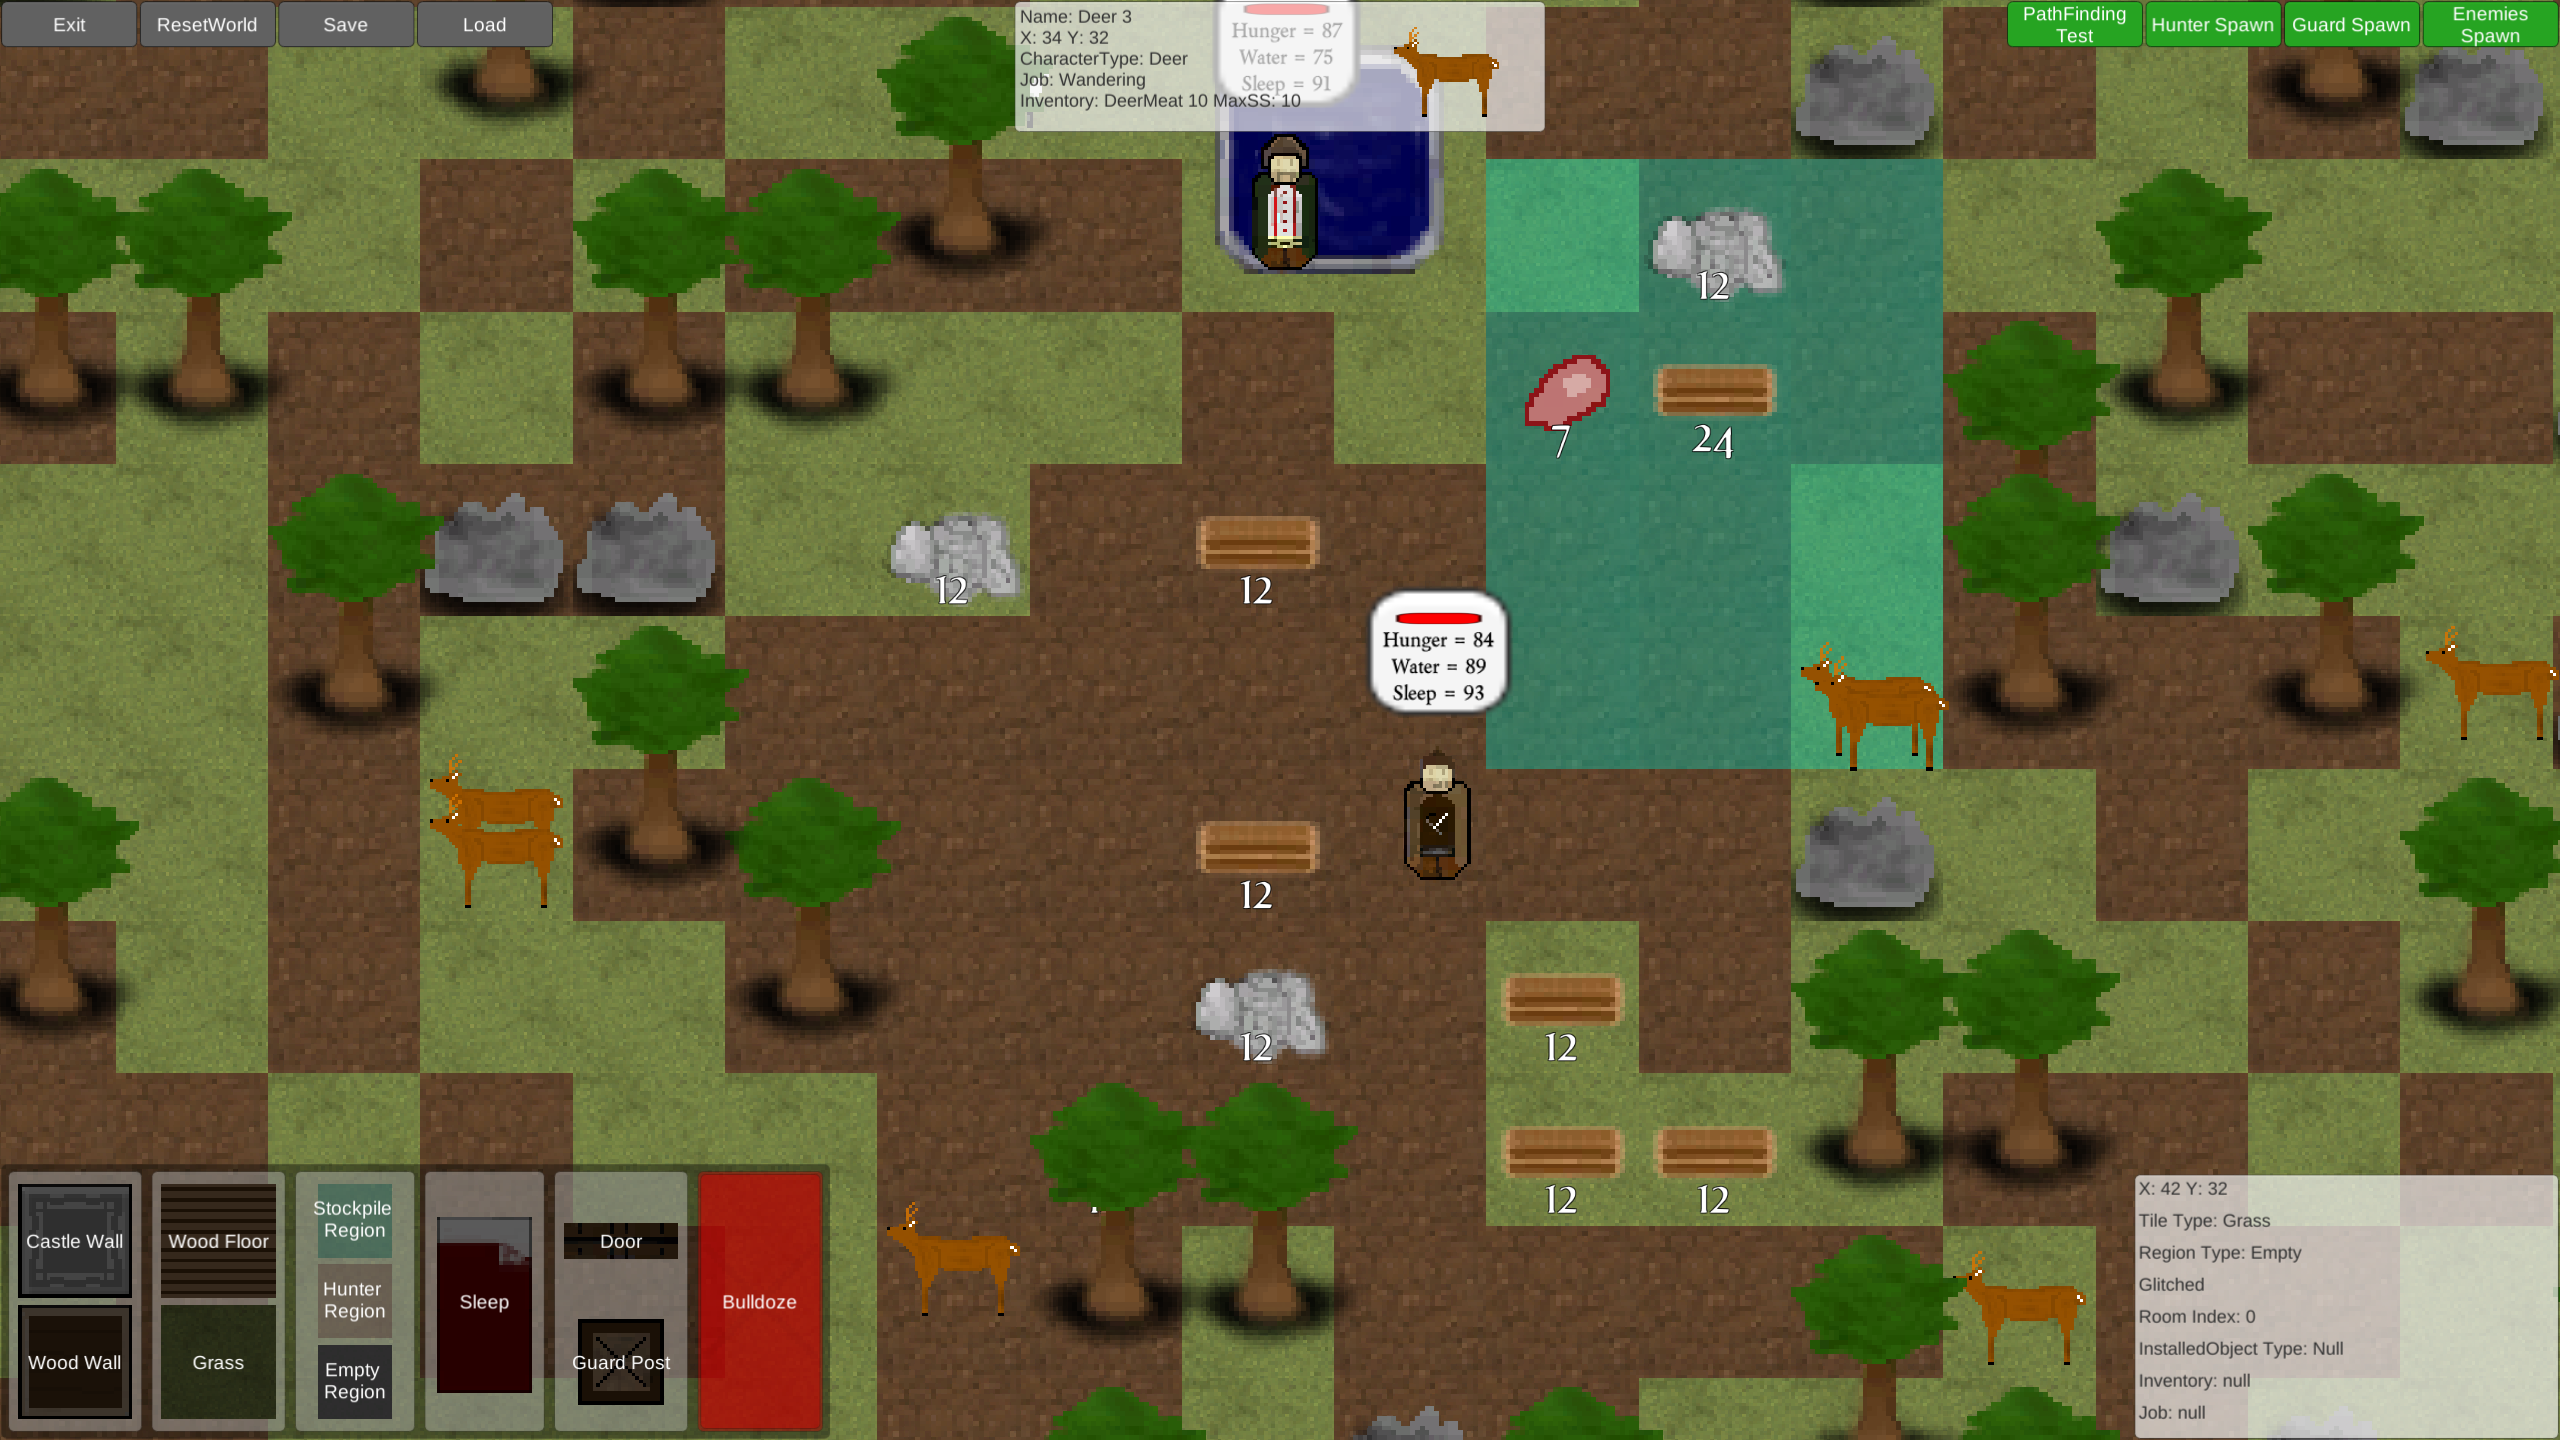 Exit
ResetWorld
Save
Load
Name: Deer 3
X: 34 Y: 32
CharacterType: Deer
Job: Wandering
Inventory: DeerMeat 10 MaxSS: 10
Hunger = 87
Water = 75
Sleep = 91
PathFinding
Test
Hunter Spawn
Guard Spawn
Enemies
Spawn
12
7
24
12
12
Hunger = 84
Water = 89
Sleep = 93
12
12
12
12
12
Castle Wall
Wood Wall
Wood Floor
Grass
Stockpile
Region
Hunter
Region
Empty
Region
Sleep
Door
Guard Post
Bulldoze
X: 42 Y: 32
Tile Type: Grass
Region Type: Empty
Glitched
Room Index: 0
InstalledObject Type: Null
Inventory: null
Job: null